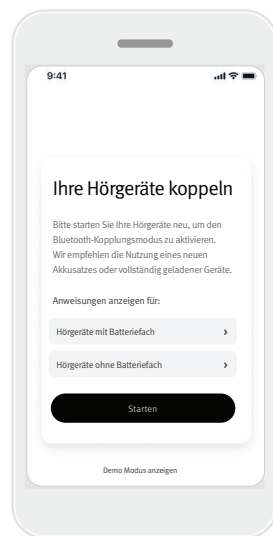 9:41
Ihre Hörgeräte koppeln
Bitte starten Sie Ihre Hörgeräte neu, um den
Bluetooth-Kopplungsmodus zu aktivieren.
Wir empfehlen die Nutzung eines neuen
Akkusatzes oder vollständig geladener Geräte.
Anweisungen anzeigen für:
Hörgeräte mit Batteriefach
Hörgeräte ohne Batteriefach
Starten
Demo Modus anzeigen